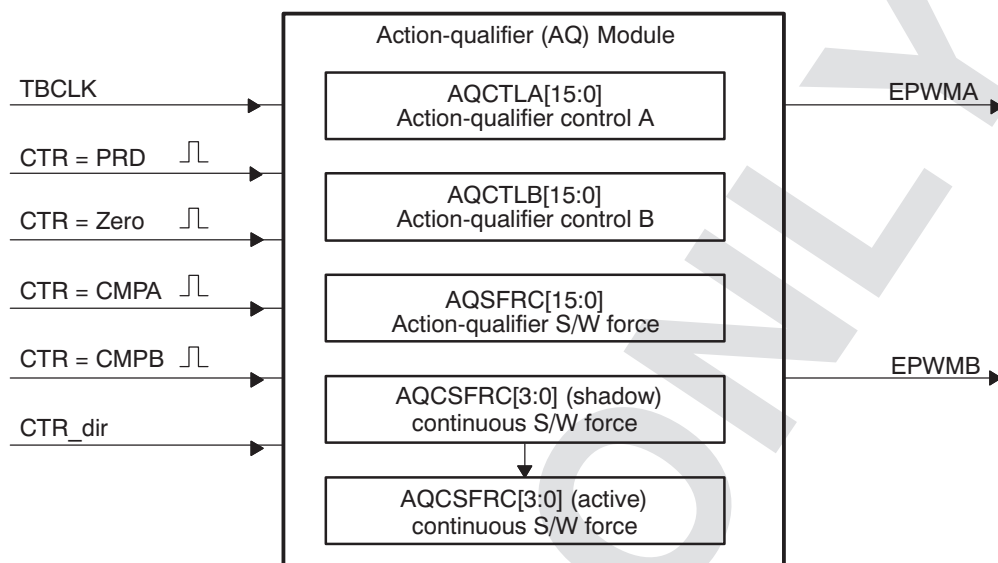 Action-qualifier (AQ) Module
TBCLK
CTR = PRD
CTR = Zero
CTR = CMPA
CTR = CMPB
CTR_dir
AQCTLA[15:0]
Action-qualifier control A
AQCTLB[15:0]
Action-qualifier control B
AQSFRC[15:0]
Action-qualifier S/W force
AQCSFRC[3:0] (shadow)
continuous S/W force
AQCSFRC[3:0] (active)
continuous S/W force
EPWMA
EPWMB
ONLY